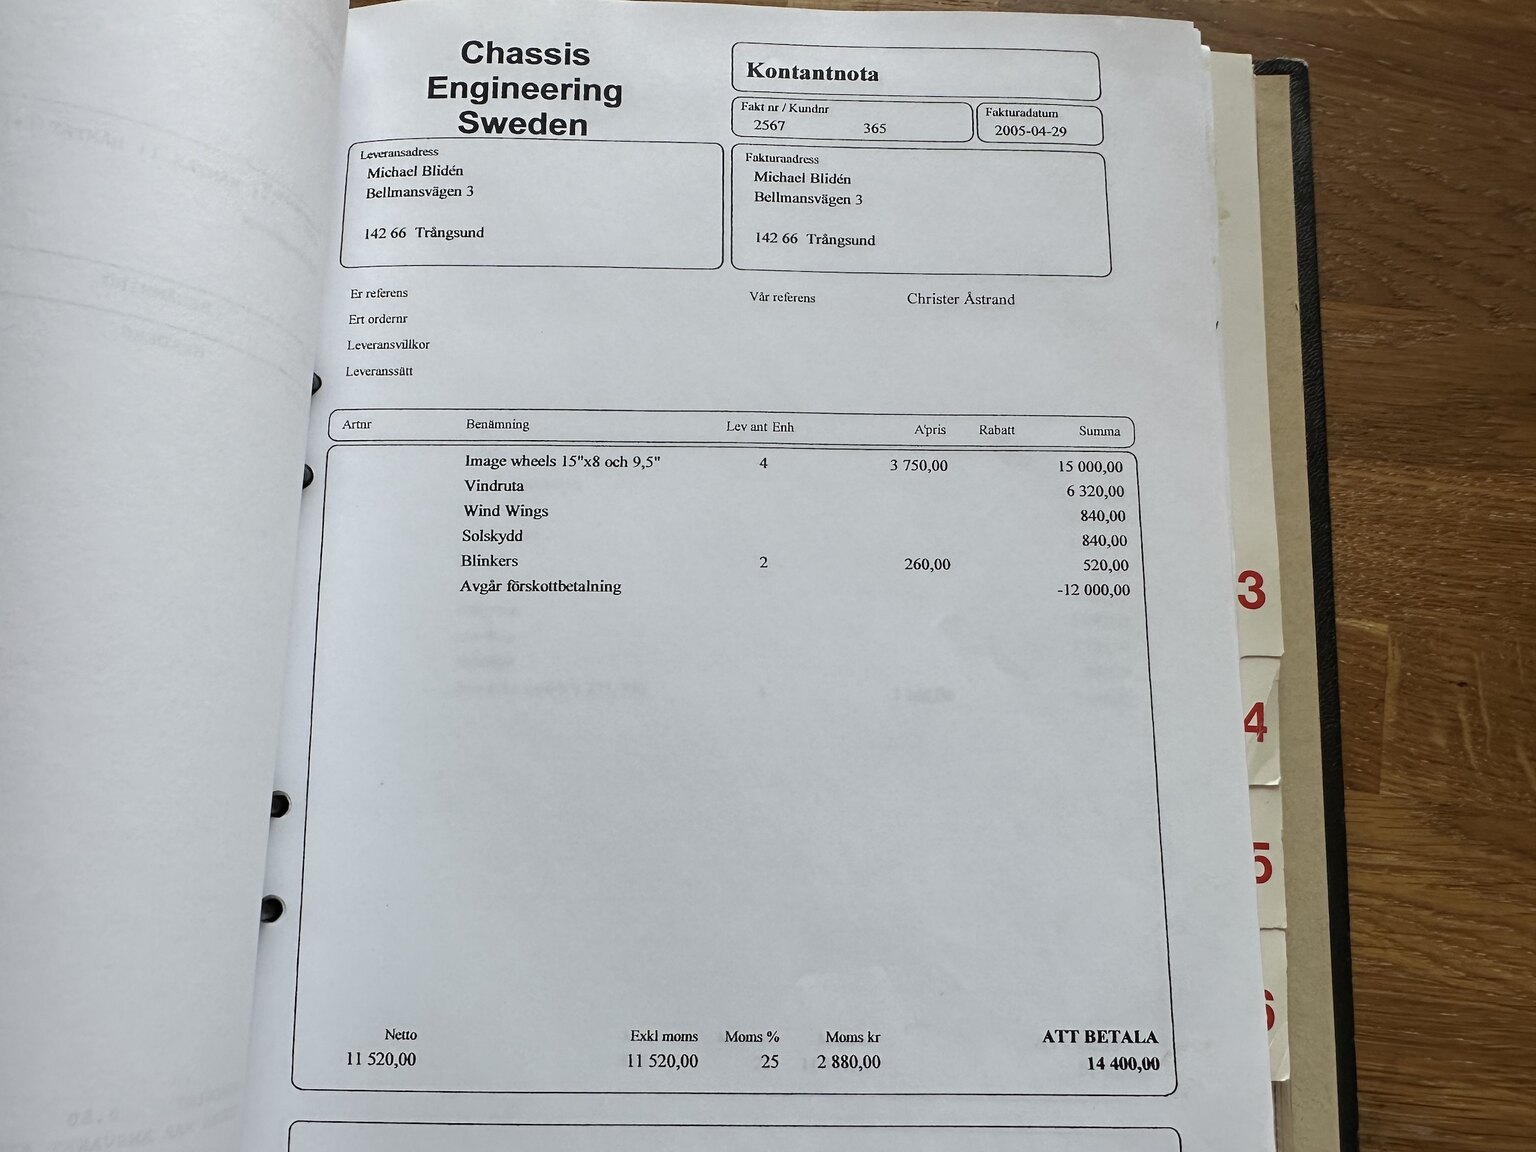 Chassis
Engineering
Sweden
Kontantnota
Fakt nr / Kundnr
2567 365
Fakturadatum
2005-04-29
Leveransadress
Michael Blidén
Bellmansvägen 3
142 66 Trångsund
Fakturaadress
Michael Blidén
Bellmansvägen 3
142 66 Trångsund
Er referens
Ert ordernr
Leveransvillkor
Leveranssätt
Vår referens Christer Åstrand
Artnr Benämning Lev ant Enh A'pris Rabatt Summa
Image wheels 15"x8 och 9,5" 4 3 750,00 15 000,00
Vindruta 6 320,00
Wind Wings 840,00
Solskydd 840,00
Blinkers 2 260,00 520,00
Avgår förskottbetalning -12 000,00
Netto Exkl moms Moms % Moms kr ATT BETALA
11 520,00 11 520,00 25 2 880,00 14 400,00
3
4
5
6